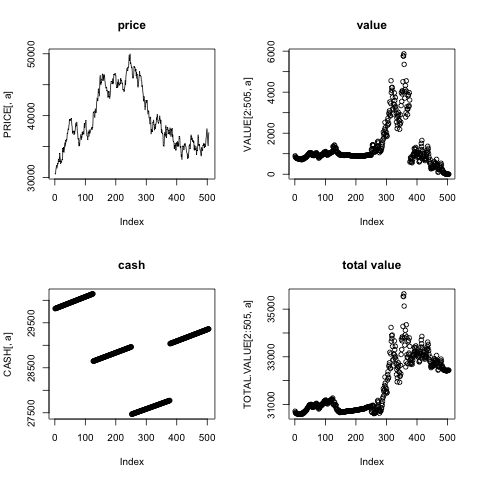 price
PRICE[, a]
50000
40000
30000
0 100 200 300 400 500
Index
value
VALUE[2:505, a]
6000
4000
2000
0
0 100 200 300 400 500
Index
cash
CASH[, a]
29500
28500
27500
0 100 200 300 400 500
Index
total value
TOTAL.VALUE[2:505, a]
35000
33000
31000
0 100 200 300 400 500
Index